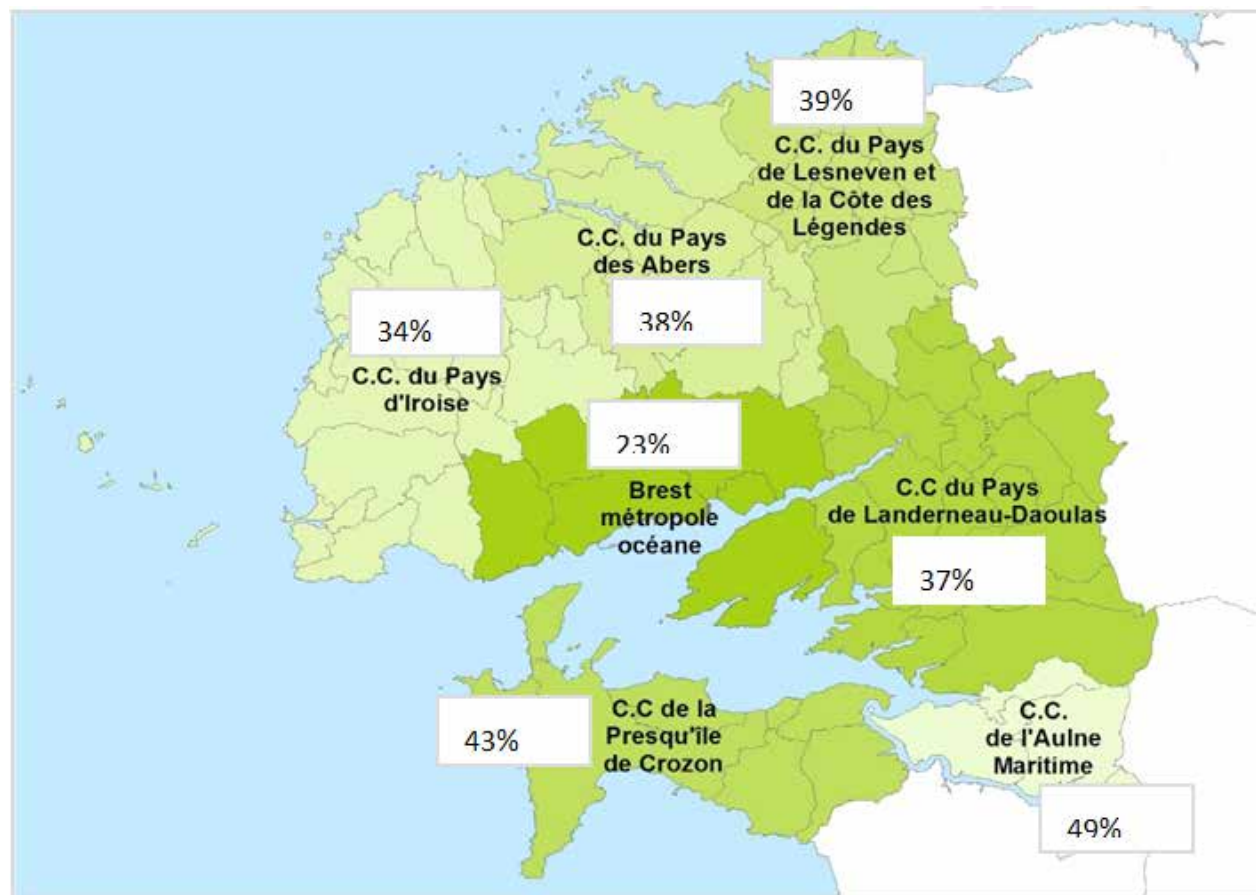 39%
C.C. du Pays
de Lesneven et
de la Côte des
Légendes
C.C. du Pays
des Abers
38%
34%
C.C. du Pays
d'Iroise
23%
Brest
métropole
océane
C.C du Pays
de Landerneau-Daoulas
37%
43%
C.C de la
Presqu'île
de Crozon
C.C.
de l'Aulne
Maritime
49%